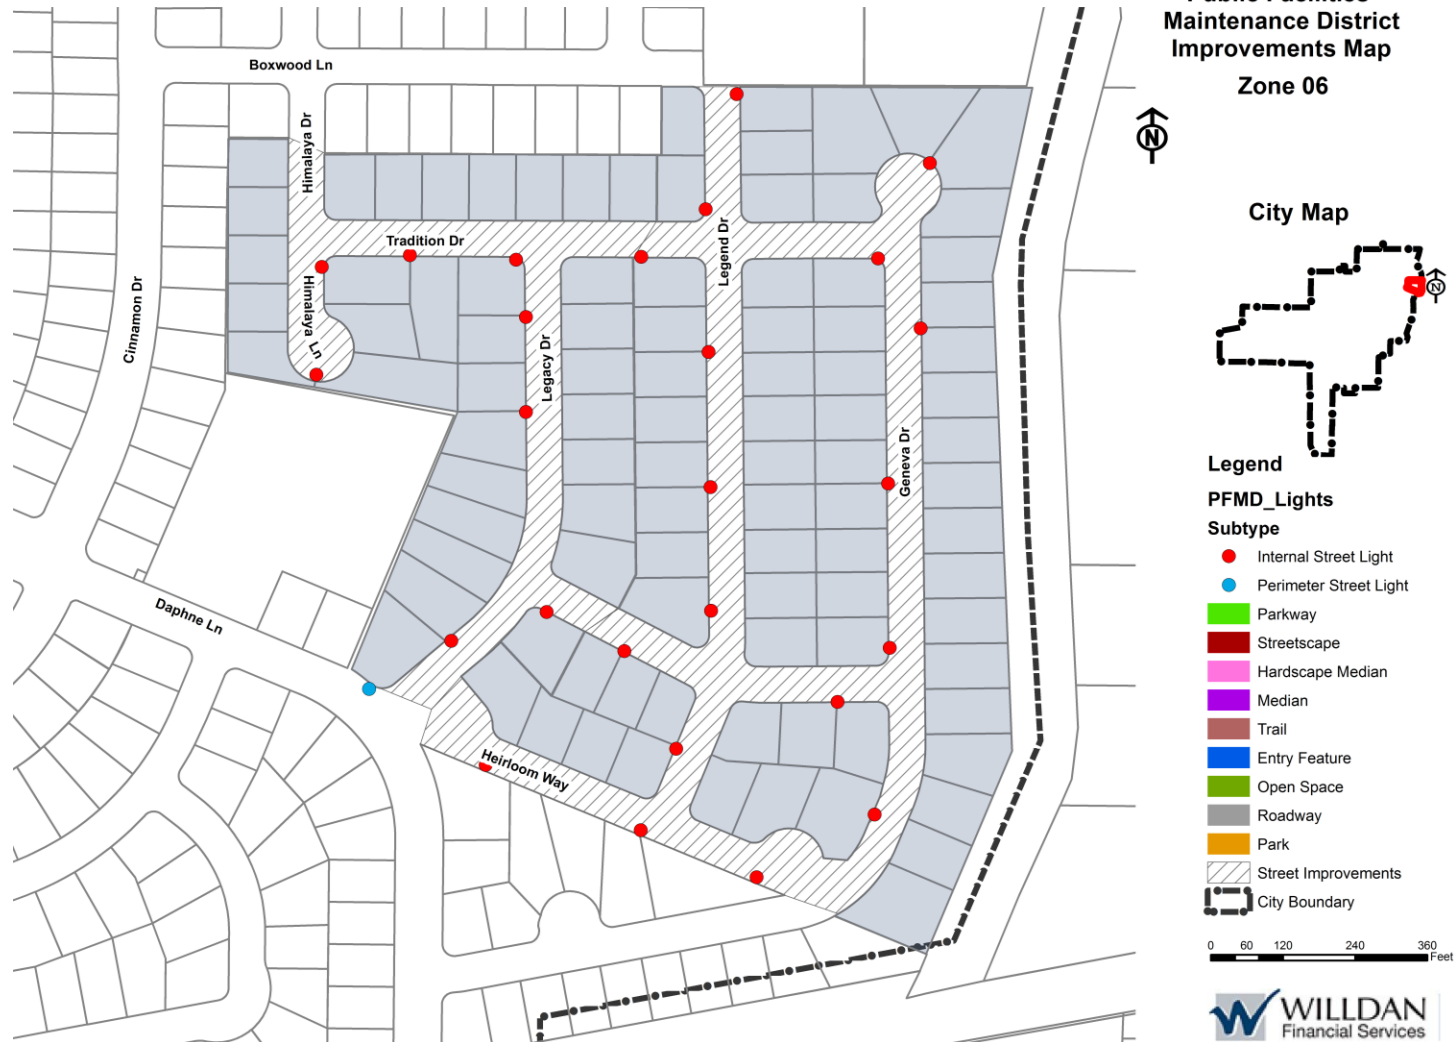 Maintenance District
Improvements Map
Zone 06
Boxwood Ln
Himalaya Dr
N
City Map
Tradition Dr
Legend Dr
N
Himalaya Ln
Cinnamon Dr
Legacy Dr
Geneva Dr
Legend
PFMD_Lights
Subtype
Internal Street Light
Perimeter Street Light
Daphne Ln
Parkway
Streetscape
Hardscape Median
Median
Trail
Heirloom Way
Entry Feature
Open Space
Roadway
Park
Street Improvements
City Boundary
0 60 120 240 360
Feet
WILLDAN
Financial Services